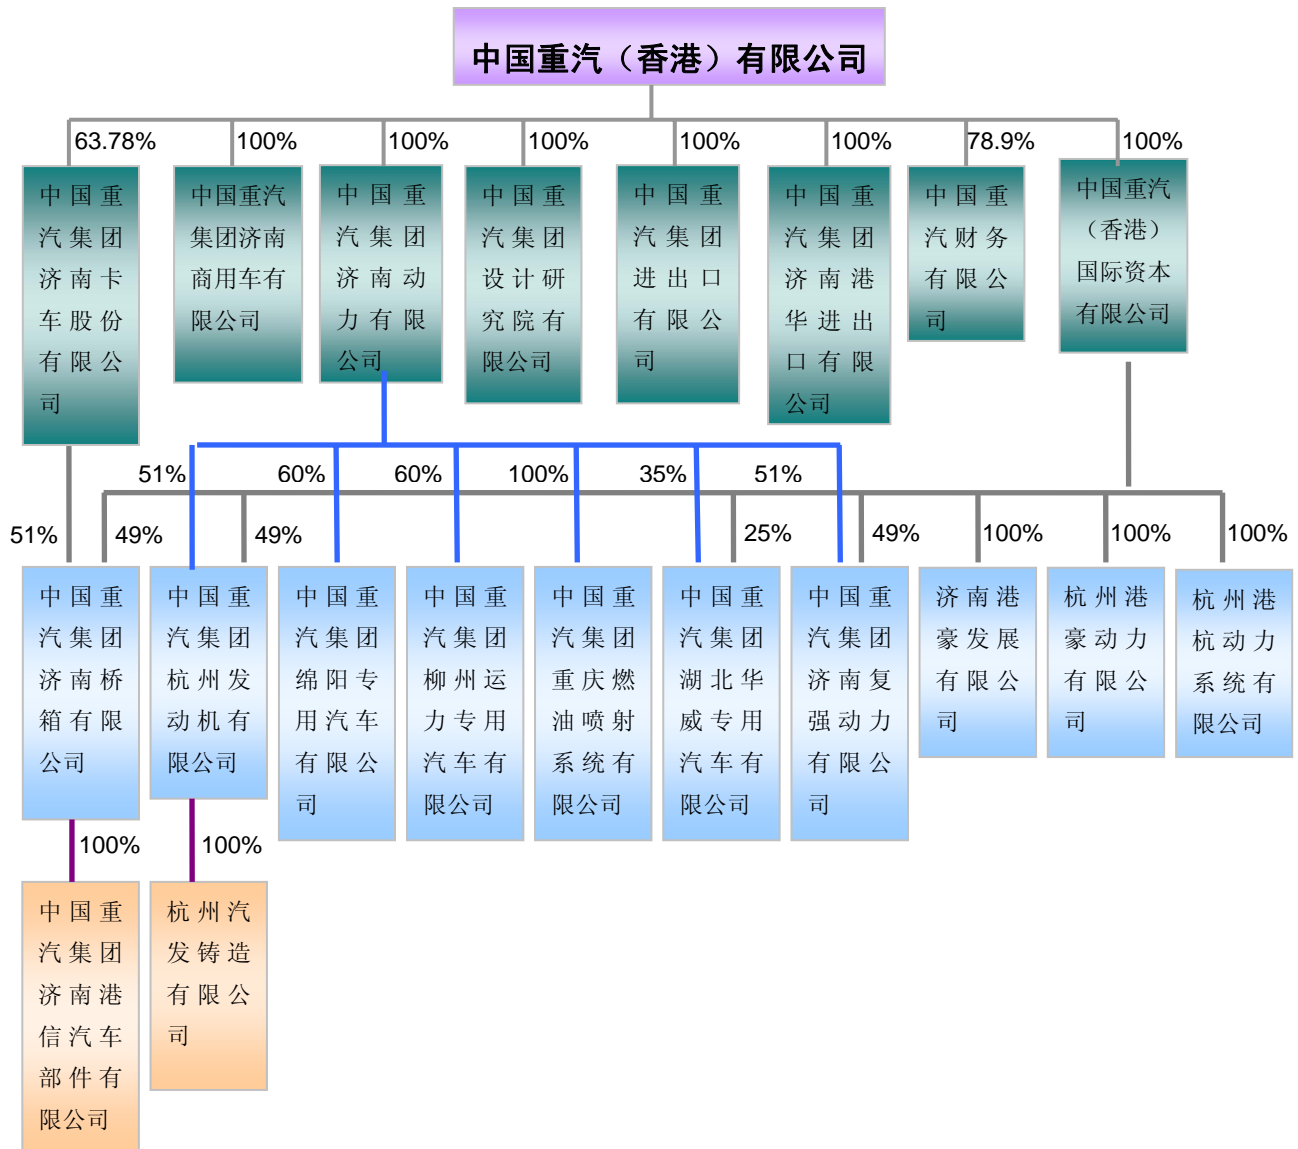 中国重汽（香港）有限公司
63.78%
100%
100%
100%
100%
100%
78.9%
100%
中国重
汽集团
济南卡
车股份
有限公
司
中国重汽
集团济南
商用车有
限公司
中国重
汽集团
济南动
力有限
公司
中国重
汽集团
设计研
究院有
限公司
中国重
汽集团
进出口
有限公
司
中国重
汽集团
济南港
华进出
口有限
公司
中国重
汽财务
有限公
司
中国重汽
（香港）
国际资本
有限公司
51%
60%
60%
100%
35%
51%
51%
49%
49%
25%
49%
100%
100%
100%
中国重
汽集团
济南桥
箱有限
公司
中国重
汽集团
杭州发
动机有
限公司
中国重
汽集团
绵阳专
用汽车
有限公
司
中国重
汽集团
柳州运
力专用
汽车有
限公司
中国重
汽集团
重庆燃
油喷射
系统有
限公司
中国重
汽集团
湖北华
威专用
汽车有
限公司
中国重
汽集团
济南复
强动力
有限公
司
济南港
豪发展
有限公
司
杭州港
豪动力
有限公
司
杭州港
杭动力
系统有
限公司
100%
100%
中国重
汽集团
济南港
信汽车
部件有
限公司
杭州汽
发铸造
有限公
司